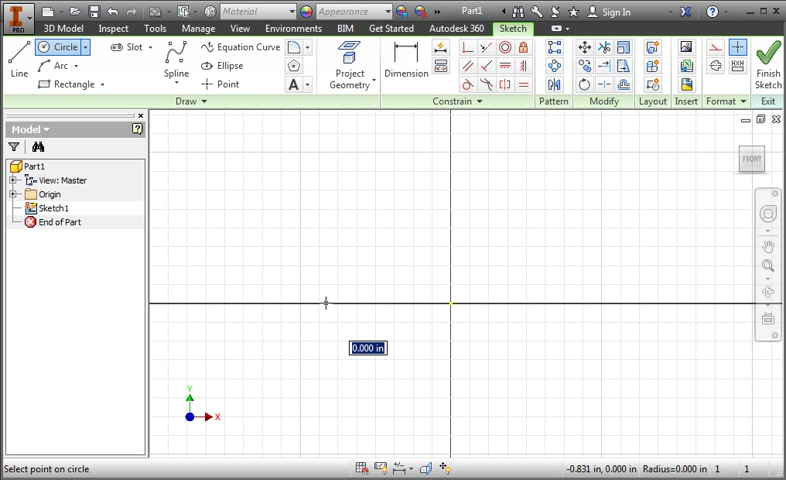 PRO
Material
Appearance
Part1
Sign In
3D Model
Inspect
Tools
Manage
View
Environments
BIM
Get Started
Autodesk 360
Sketch
Line
Circle
Arc
Rectangle
Slot
Spline
Equation Curve
Ellipse
Point
A
Project
Geometry
Dimension
Finish
Sketch
Draw
Constrain
Pattern
Modify
Layout
Insert
Format
Exit
Model
Part1
View: Master
Origin
Sketch1
End of Part
FRONT
0.000 in
Y
X
Select point on circle
-0.831 in, 0.000 in
Radius=0.000 in
1
1